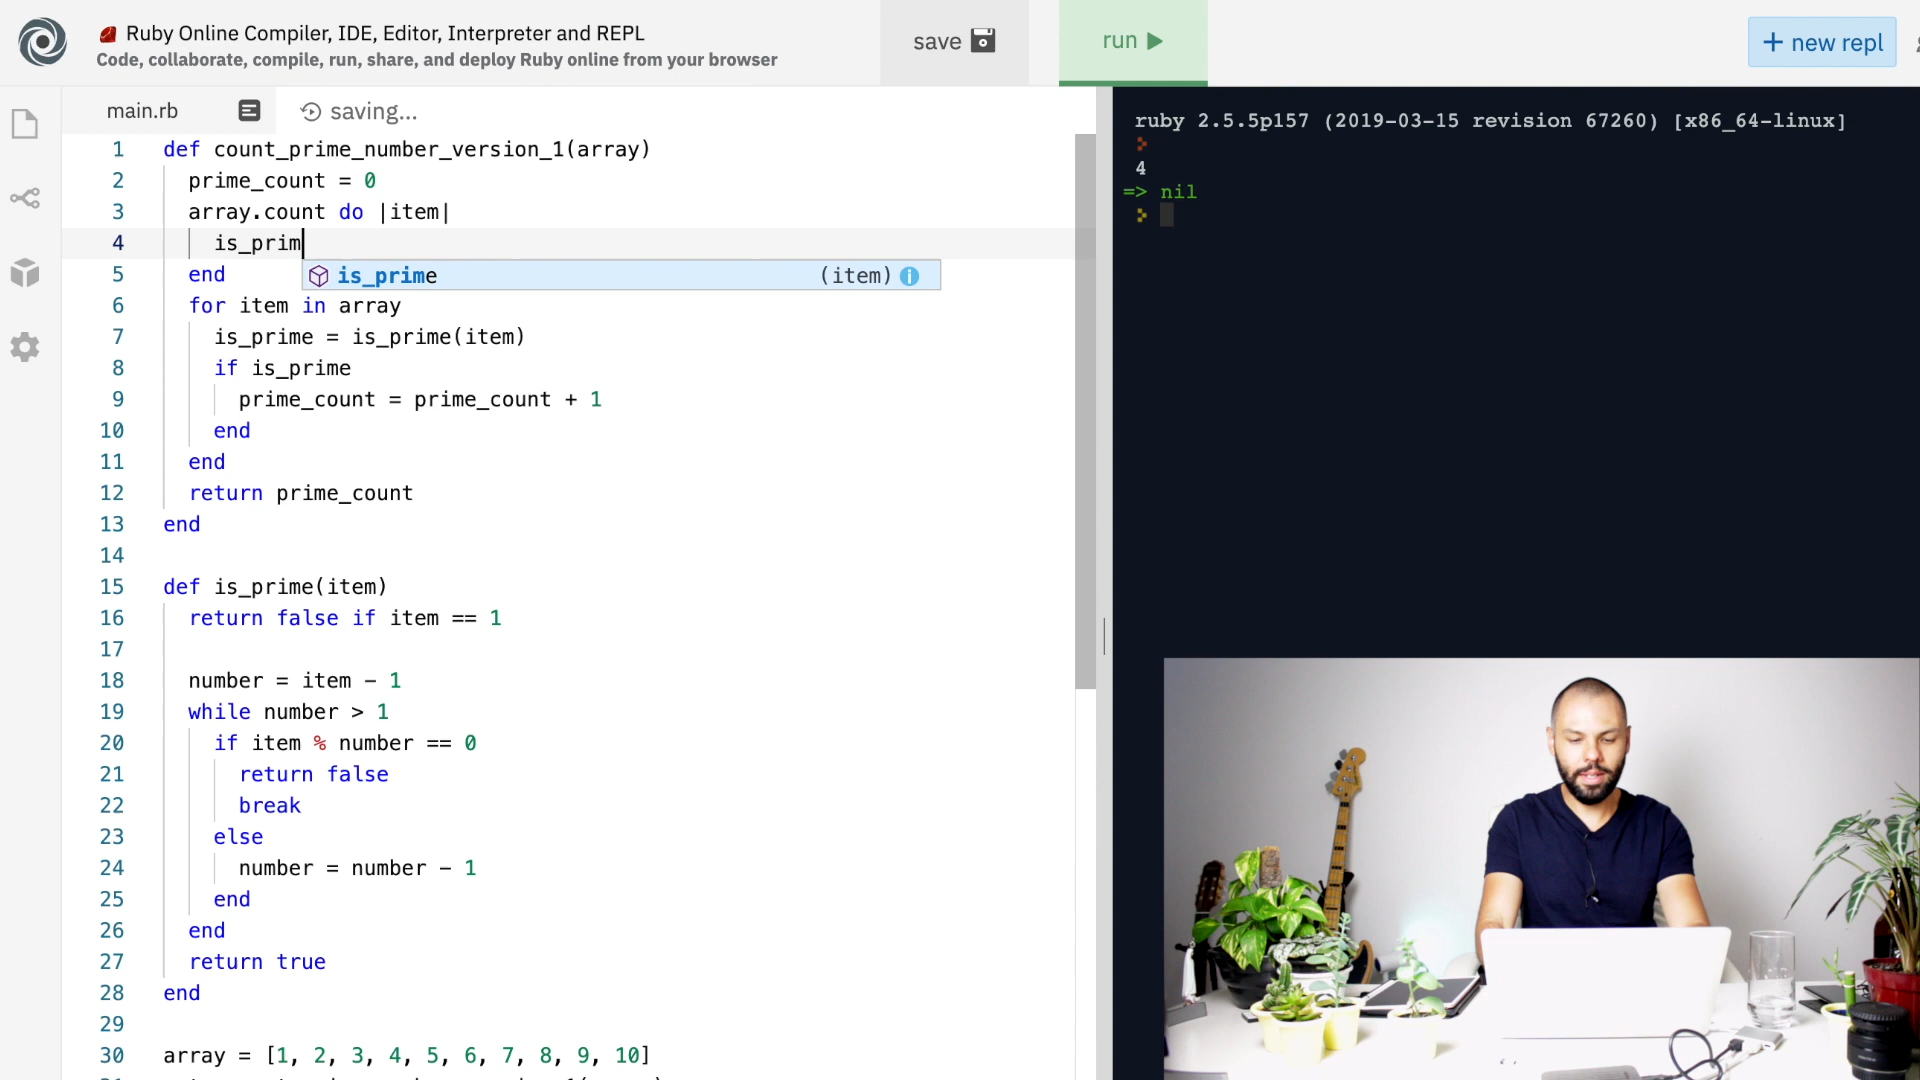 Ruby Online Compiler, IDE, Editor, Interpreter and REPL
Code, collaborate, compile, run, share, and deploy Ruby online from your browser
save
run
+ new repl
main.rb
saving...
1 def count_prime_number_version_1(array)
2 prime_count = 0
3 array.count do |item|
4 is_prim
is_prime (item)
5 end
6 for item in array
7 is_prime = is_prime(item)
8 if is_prime
9 prime_count = prime_count + 1
10 end
11 end
12 return prime_count
13 end
14
15 def is_prime(item)
16 return false if item == 1
17
18 number = item - 1
19 while number > 1
20 if item % number == 0
21 return false
22 break
23 else
24 number = number - 1
25 end
26 end
27 return true
28 end
29
30 array = [1, 2, 3, 4, 5, 6, 7, 8, 9, 10]
ruby 2.5.5p157 (2019-03-15 revision 67260) [x86_64-linux]
4
=> nil